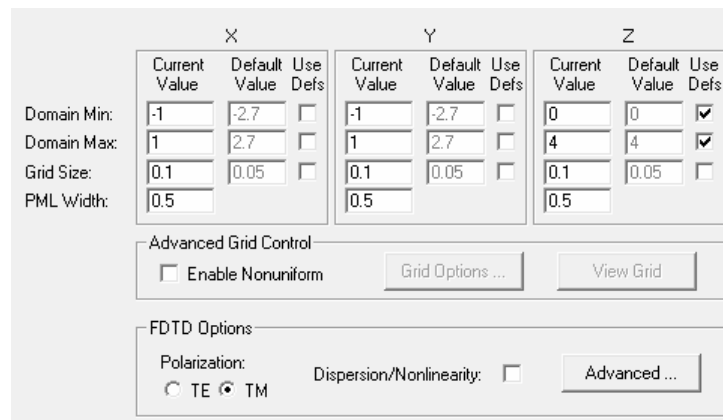 X Y Z
Current Default Use Current Default Use Current Default Use
Value Value Defs Value Value Defs Value Value Defs
Domain Min: -1 -2.7 -1 -2.7 0 0
Domain Max: 1 2.7 1 2.7 4 4
Grid Size: 0.1 0.05 0.1 0.05 0.1 0.05
PML Width: 0.5 0.5 0.5
Advanced Grid Control
Enable Nonuniform Grid Options ... View Grid
FDTD Options
Polarization:
TE TM Dispersion/Nonlinearity: Advanced ...